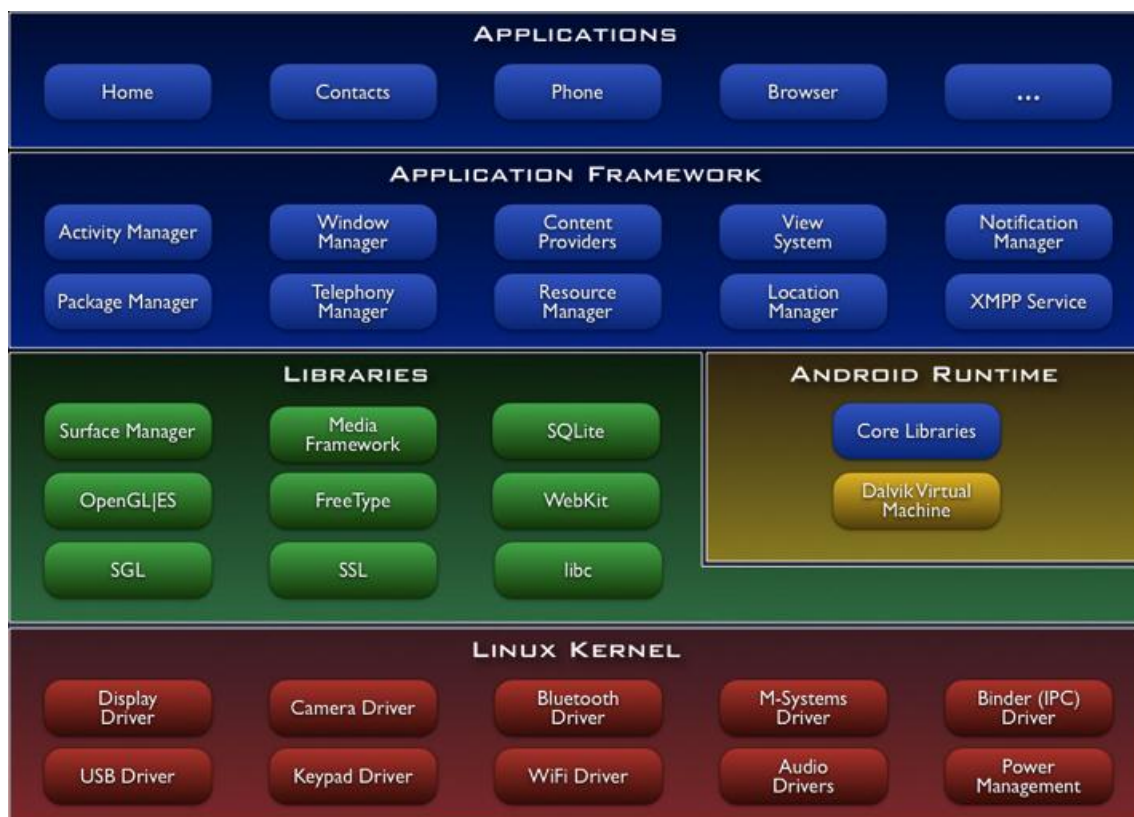 APPLICATIONS
Home
Contacts
Phone
Browser
...
APPLICATION FRAMEWORK
Activity Manager
Window
Manager
Content
Providers
View
System
Notification
Manager
Package Manager
Telephony
Manager
Resource
Manager
Location
Manager
XMPP Service
LIBRARIES
Surface Manager
Media
Framework
SQLite
OpenGL|ES
FreeType
WebKit
SGL
SSL
libc
ANDROID RUNTIME
Core Libraries
Dalvik Virtual
Machine
LINUX KERNEL
Display
Driver
Camera Driver
Bluetooth
Driver
M-Systems
Driver
Binder (IPC)
Driver
USB Driver
Keypad Driver
WiFi Driver
Audio
Drivers
Power
Management